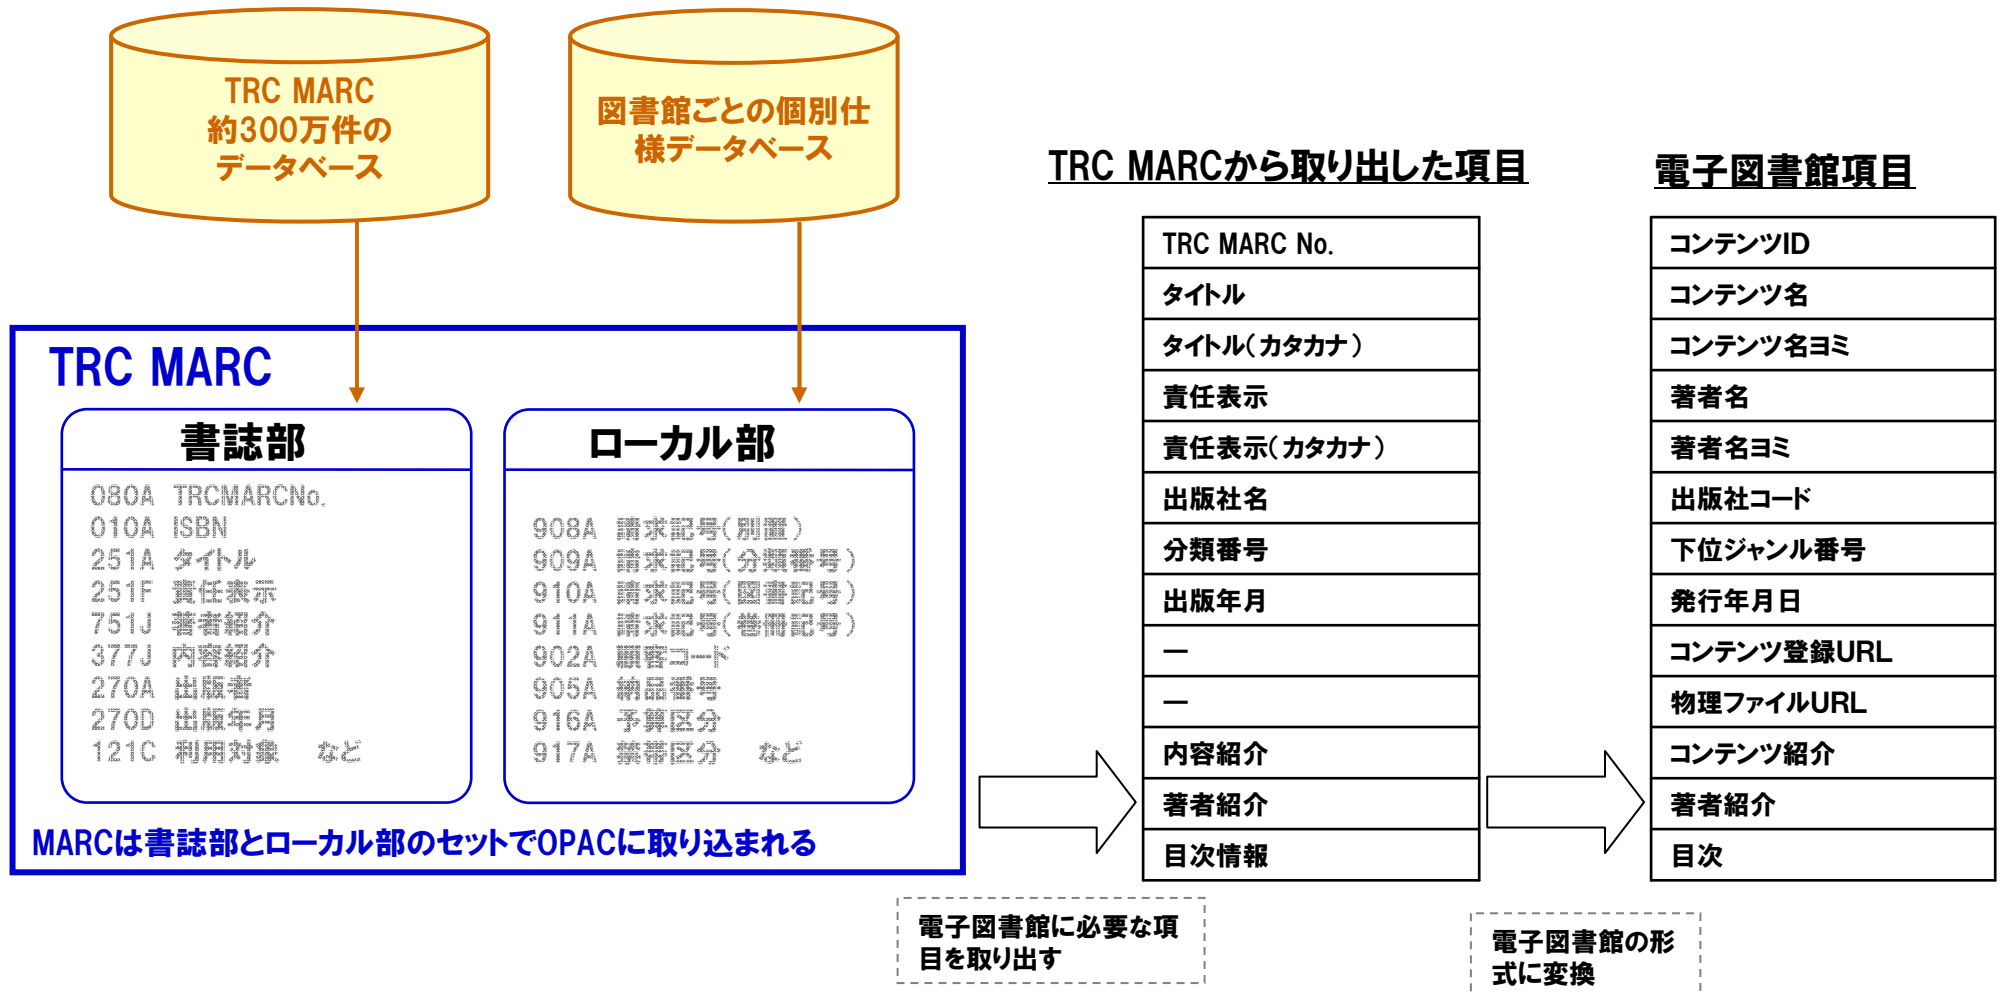 TRC MARC
約300万件の
データベース
図書館ごとの個別仕
様データベース
TRC MARC
書誌部
080A TRCMARCNo.
010A ISBN
251A タイトル
251F 責任表示
751J 著者紹介
377J 内容紹介
270A 出版者
270D 出版年月
121C 利用対象 など
ローカル部
908A 請求記号(別置)
909A 請求記号(分類番号)
910A 請求記号(図書記号)
911A 請求記号(巻冊記号)
902A 顧客コード
905A 納品番号
916A 予算区分
917A 禁帯区分 など
MARCは書誌部とローカル部のセットでOPACに取り込まれる
TRC MARCから取り出した項目
TRC MARC No.
タイトル
タイトル(カタカナ)
責任表示
責任表示(カタカナ)
出版社名
分類番号
出版年月
―
―
内容紹介
著者紹介
目次情報
電子図書館に必要な項
目を取り出す
電子図書館項目
コンテンツID
コンテンツ名
コンテンツ名ヨミ
著者名
著者名ヨミ
出版社コード
下位ジャンル番号
発行年月日
コンテンツ登録URL
物理ファイルURL
コンテンツ紹介
著者紹介
目次
電子図書館の形
式に変換